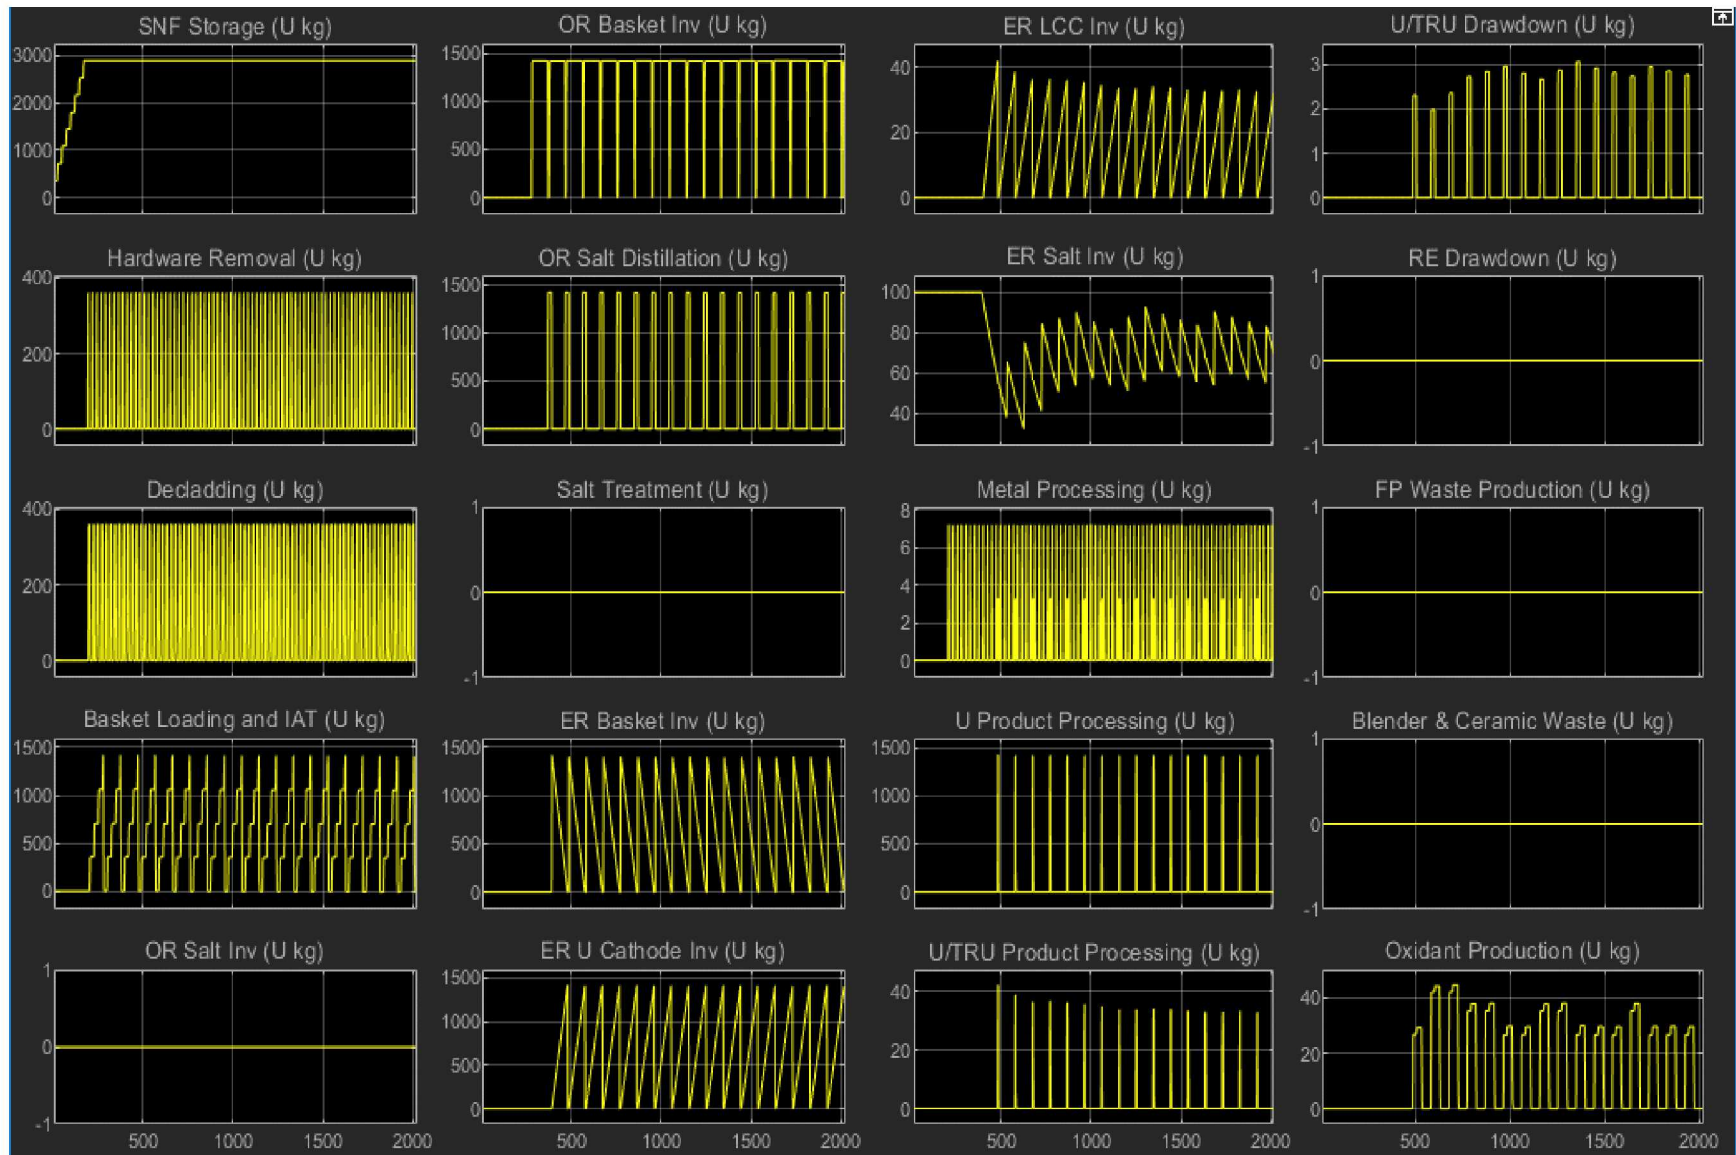 SNF Storage (U kg)
OR Basket Inv (U kg)
ER LCC Inv (U kg)
U/TRU Drawdown (U kg)
3000
2000
1000
0
1500
1000
500
0
40
20
0
3
2
1
0
Hardware Removal (U kg)
OR Salt Distillation (U kg)
ER Salt Inv (U kg)
RE Drawdown (U kg)
400
200
0
1500
1000
500
0
100
80
60
40
1
0
-1
Decladding (U kg)
Salt Treatment (U kg)
Metal Processing (U kg)
FP Waste Production (U kg)
400
200
0
1
0
-1
8
6
4
2
0
1
0
-1
Basket Loading and IAT (U kg)
ER Basket Inv (U kg)
U Product Processing (U kg)
Blender & Ceramic Waste (U kg)
1500
1000
500
0
1500
1000
500
0
1500
1000
500
0
1
0
-1
OR Salt Inv (U kg)
ER U Cathode Inv (U kg)
U/TRU Product Processing (U kg)
Oxidant Production (U kg)
1
0
-1
1500
1000
500
0
40
20
0
40
20
0
500 1000 1500 2000
500 1000 1500 2000
500 1000 1500 2000
500 1000 1500 2000